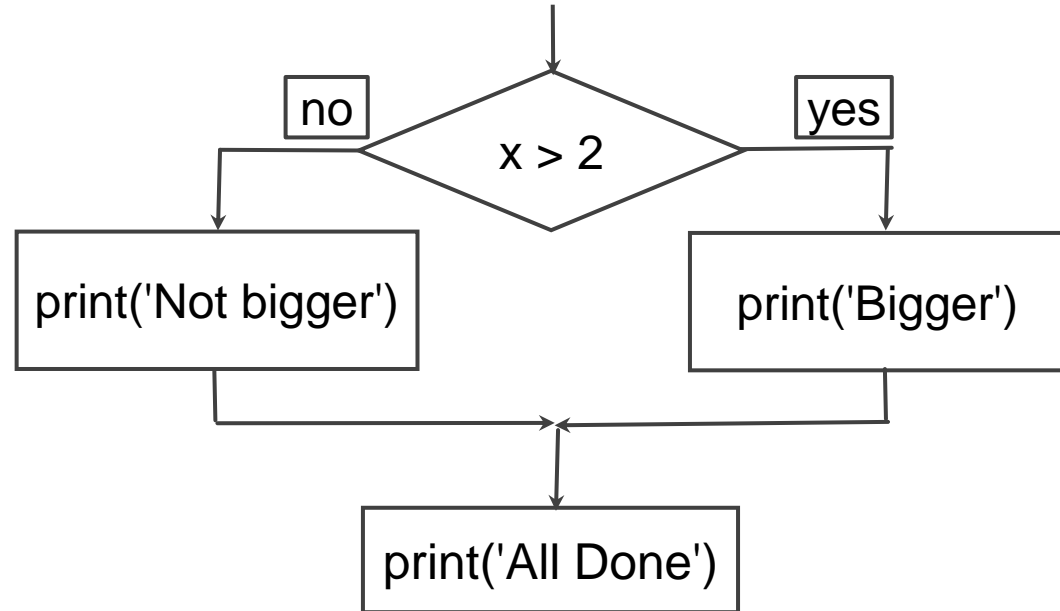 no
yes
x > 2
print('Not bigger')
print('Bigger')
print('All Done')